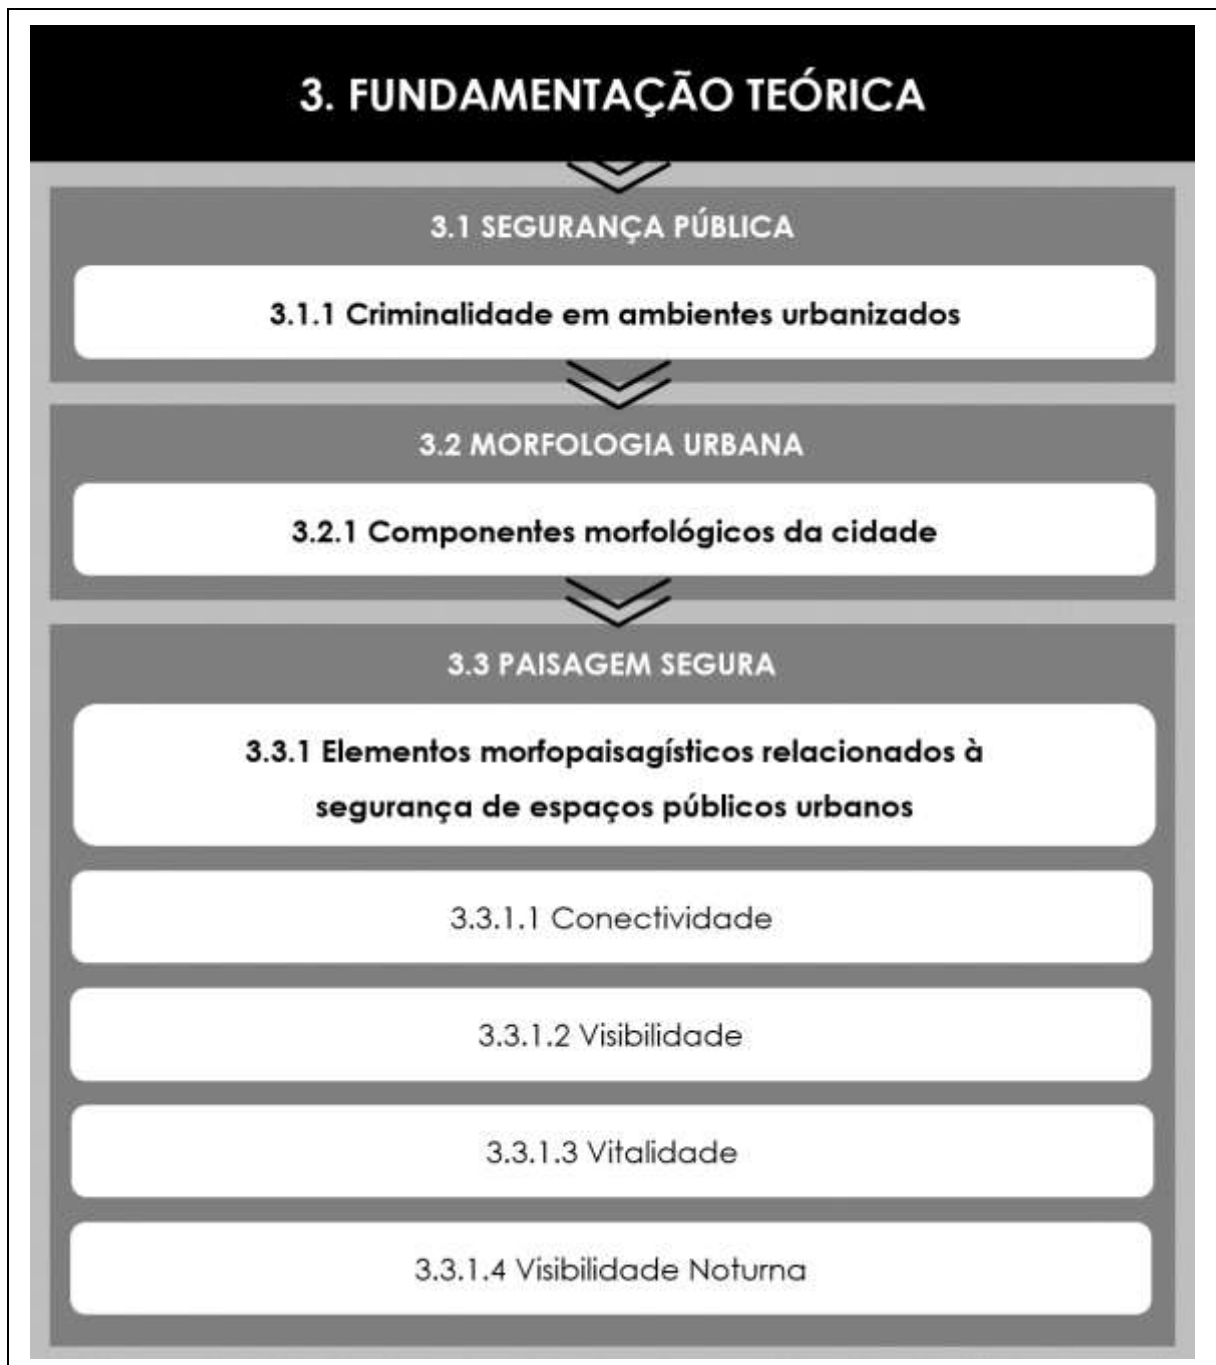 3. FUNDAMENTAÇÃO TEÓRICA
3.1 SEGURANÇA PÚBLICA
3.1.1 Criminalidade em ambientes urbanizados
3.2 MORFOLOGIA URBANA
3.2.1 Componentes morfológicos da cidade
3.3 PAISAGEM SEGURA
3.3.1 Elementos morfopaisagísticos relacionados à
segurança de espaços públicos urbanos
3.3.1.1 Conectividade
3.3.1.2 Visibilidade
3.3.1.3 Vitalidade
3.3.1.4 Visibilidade Noturna